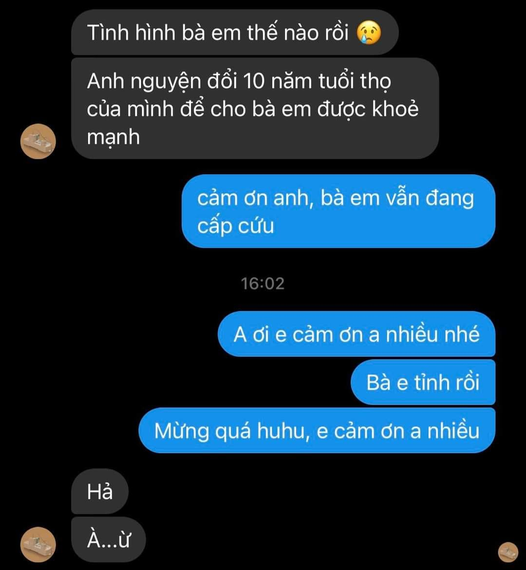 Tình hình bà em thế nào rồi 😢
Anh nguyện đổi 10 năm tuổi thọ
của mình để cho bà em được khoẻ
mạnh
cảm ơn anh, bà em vẫn đang
cấp cứu
16:02
A ơi e cảm ơn a nhiều nhé
Bà e tỉnh rồi
Mừng quá huhu, e cảm ơn a nhiều
Hả
À...ừ